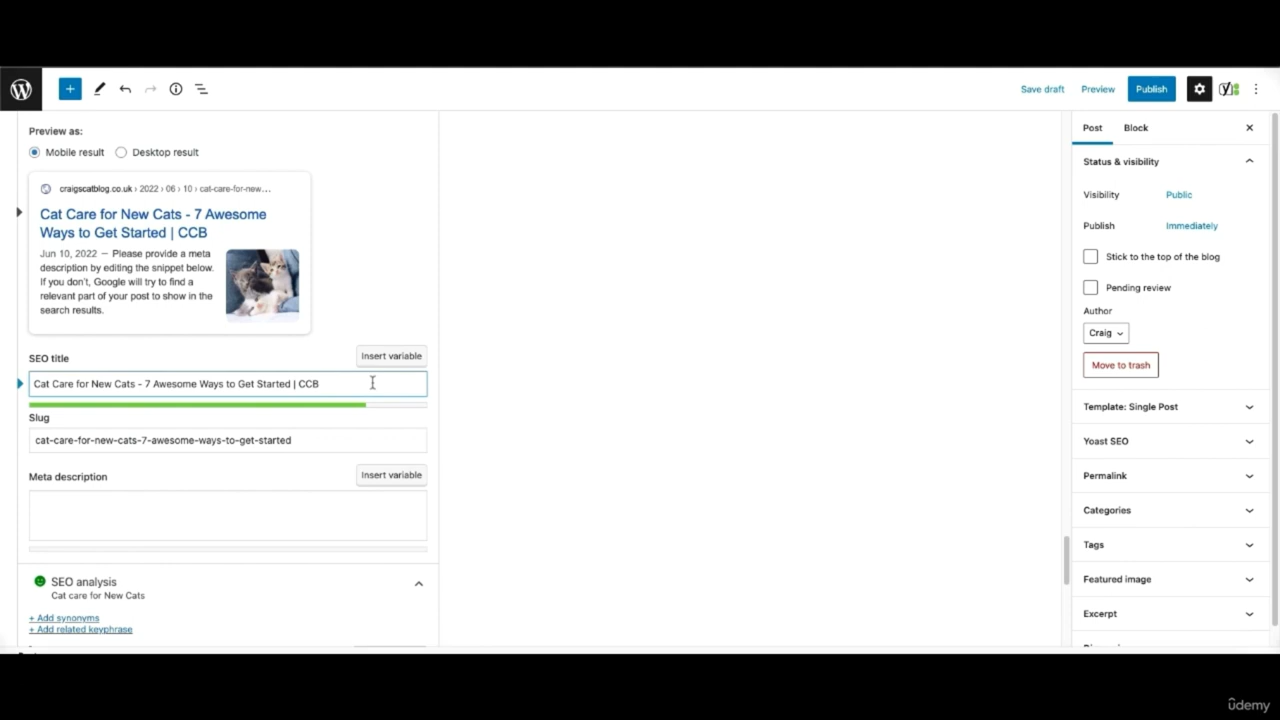 Save draft
Preview
Publish
Preview as:
Mobile result
Desktop result
craigscatblog.co.uk › 2022 › 06 › 10 › cat-care-for-new…
Cat Care for New Cats - 7 Awesome
Ways to Get Started | CCB
Jun 10, 2022 — Please provide a meta
description by editing the snippet below.
If you don't, Google will try to find a
relevant part of your post to show in the
search results.
SEO title
Insert variable
Cat Care for New Cats - 7 Awesome Ways to Get Started | CCB
Slug
cat-care-for-new-cats-7-awesome-ways-to-get-started
Meta description
Insert variable
SEO analysis
Cat care for New Cats
+ Add synonyms
+ Add related keyphrase
Post
Block
Status & visibility
Visibility
Public
Publish
Immediately
Stick to the top of the blog
Pending review
Author
Craig
Move to trash
Template: Single Post
Yoast SEO
Permalink
Categories
Tags
Featured image
Excerpt
ûdemy